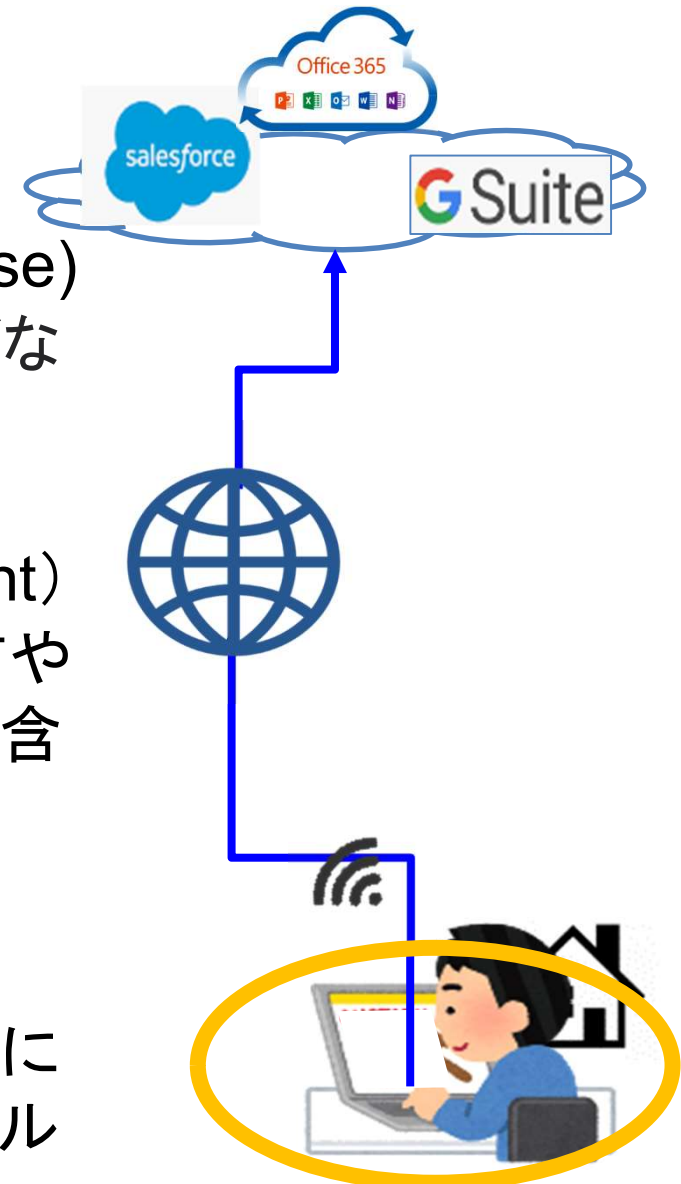 Office 365
salesforce
G Suite
se)
な
nt）
や
含
に
ル